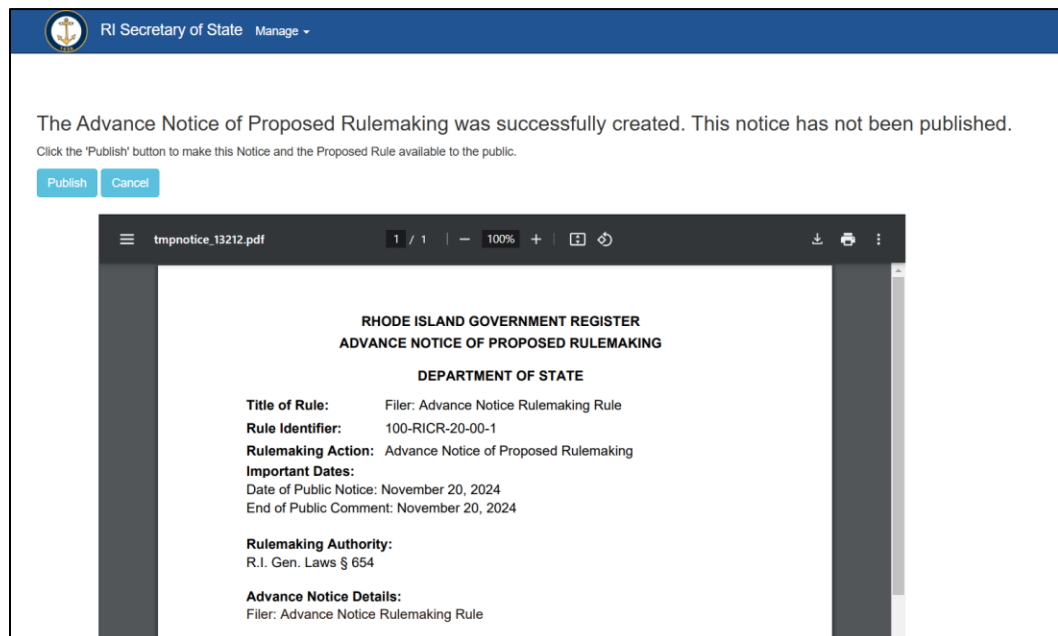 RI Secretary of State Manage
The Advance Notice of Proposed Rulemaking was successfully created. This notice has not been published.
Click the 'Publish' button to make this Notice and the Proposed Rule available to the public.
Publish Cancel
tmpnotice_13212.pdf 1 / 1 − 100% +
RHODE ISLAND GOVERNMENT REGISTER
ADVANCE NOTICE OF PROPOSED RULEMAKING
DEPARTMENT OF STATE
Title of Rule: Filer: Advance Notice Rulemaking Rule
Rule Identifier: 100-RICR-20-00-1
Rulemaking Action: Advance Notice of Proposed Rulemaking
Important Dates:
Date of Public Notice: November 20, 2024
End of Public Comment: November 20, 2024
Rulemaking Authority:
R.I. Gen. Laws § 654
Advance Notice Details:
Filer: Advance Notice Rulemaking Rule